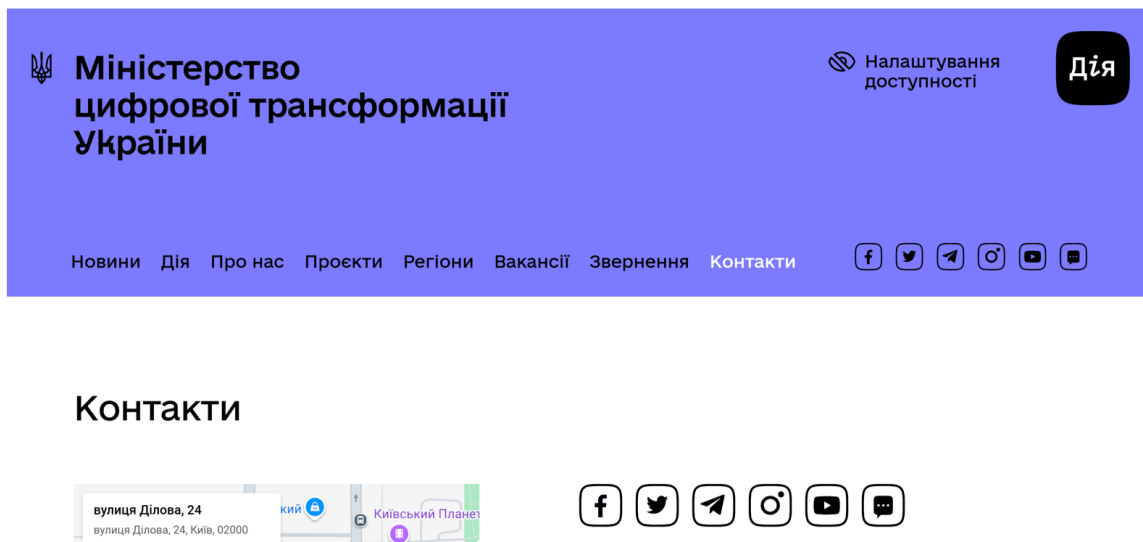 Міністерство
цифрової трансформації
України
Налаштування
доступності
Дія
Новини Дія Про нас Проєкти Регіони Вакансії Звернення Контакти
Контакти
вулиця Ділова, 24
вулиця Ділова, 24, Київ, 02000
кий
Київський Планет